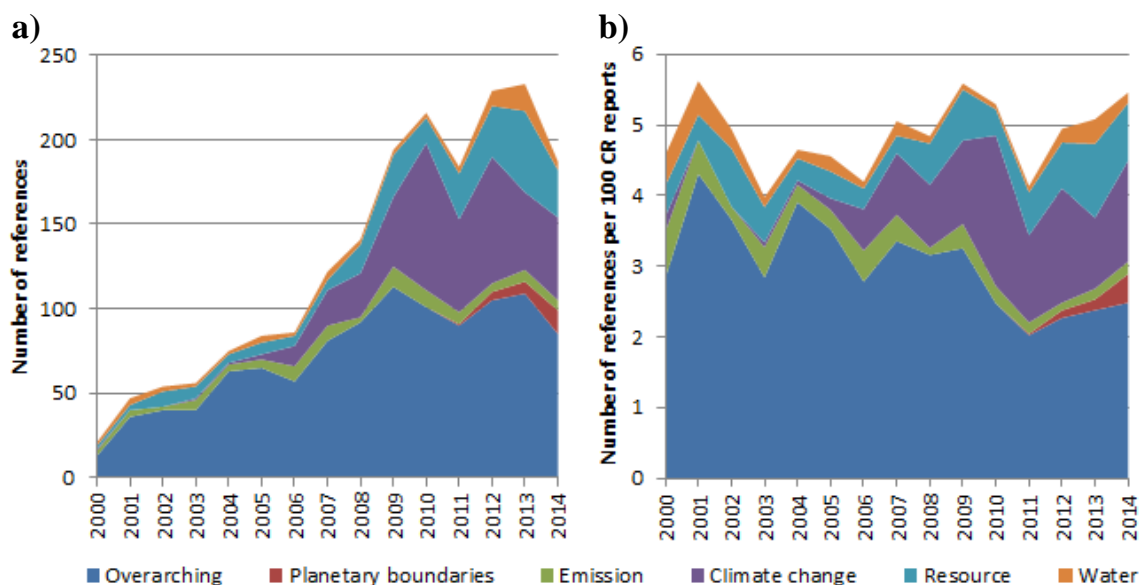 a)
Number of references
250
200
150
100
50
0
2000 2001 2002 2003 2004 2005 2006 2007 2008 2009 2010 2011 2012 2013 2014
b)
Number of references per 100 CR reports
6
5
4
3
2
1
0
2000 2001 2002 2003 2004 2005 2006 2007 2008 2009 2010 2011 2012 2013 2014
Overarching Planetary boundaries Emission Climate change Resource Water